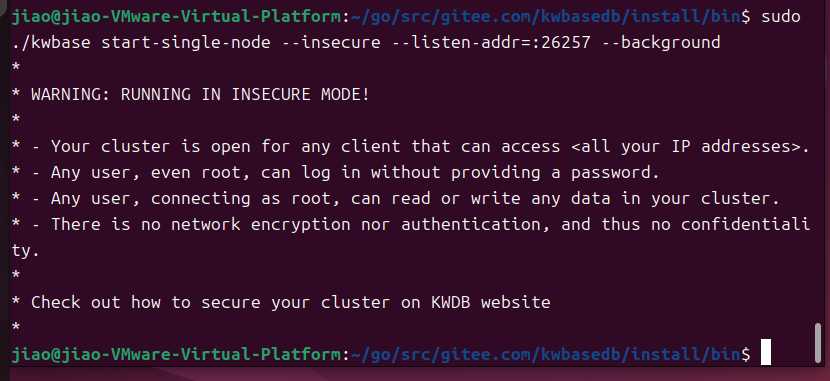 jiao@jiao-VMware-Virtual-Platform:~/go/src/gitee.com/kwbasedb/install/bin$ sudo
./kwbase start-single-node --insecure --listen-addr=:26257 --background
*
* WARNING: RUNNING IN INSECURE MODE!
*
* - Your cluster is open for any client that can access <all your IP addresses>.
* - Any user, even root, can log in without providing a password.
* - Any user, connecting as root, can read or write any data in your cluster.
* - There is no network encryption nor authentication, and thus no confidentiali
ty.
*
* Check out how to secure your cluster on KWDB website
*
jiao@jiao-VMware-Virtual-Platform:~/go/src/gitee.com/kwbasedb/install/bin$